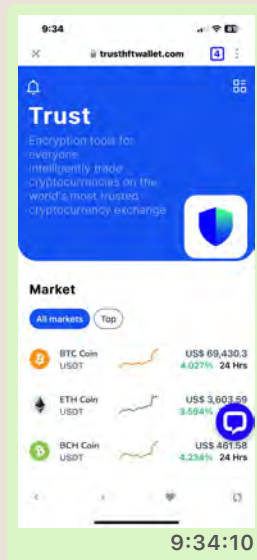 9:34
61
trusthftwallet.com
4
Trust
Encryption tools for
everyone
Intelligently trade
cryptocurrencies on the
world's most trusted
cryptocurrency exchange
Market
All markets
Top
BTC Coin
US$ 69,430.3
USDT
4.027% 24 Hrs
ETH Coin
US$ 3,603.59
USDT
3.594%
BCH Coin
US$ 461.58
USDT
4.234% 24 Hrs
9:34:10